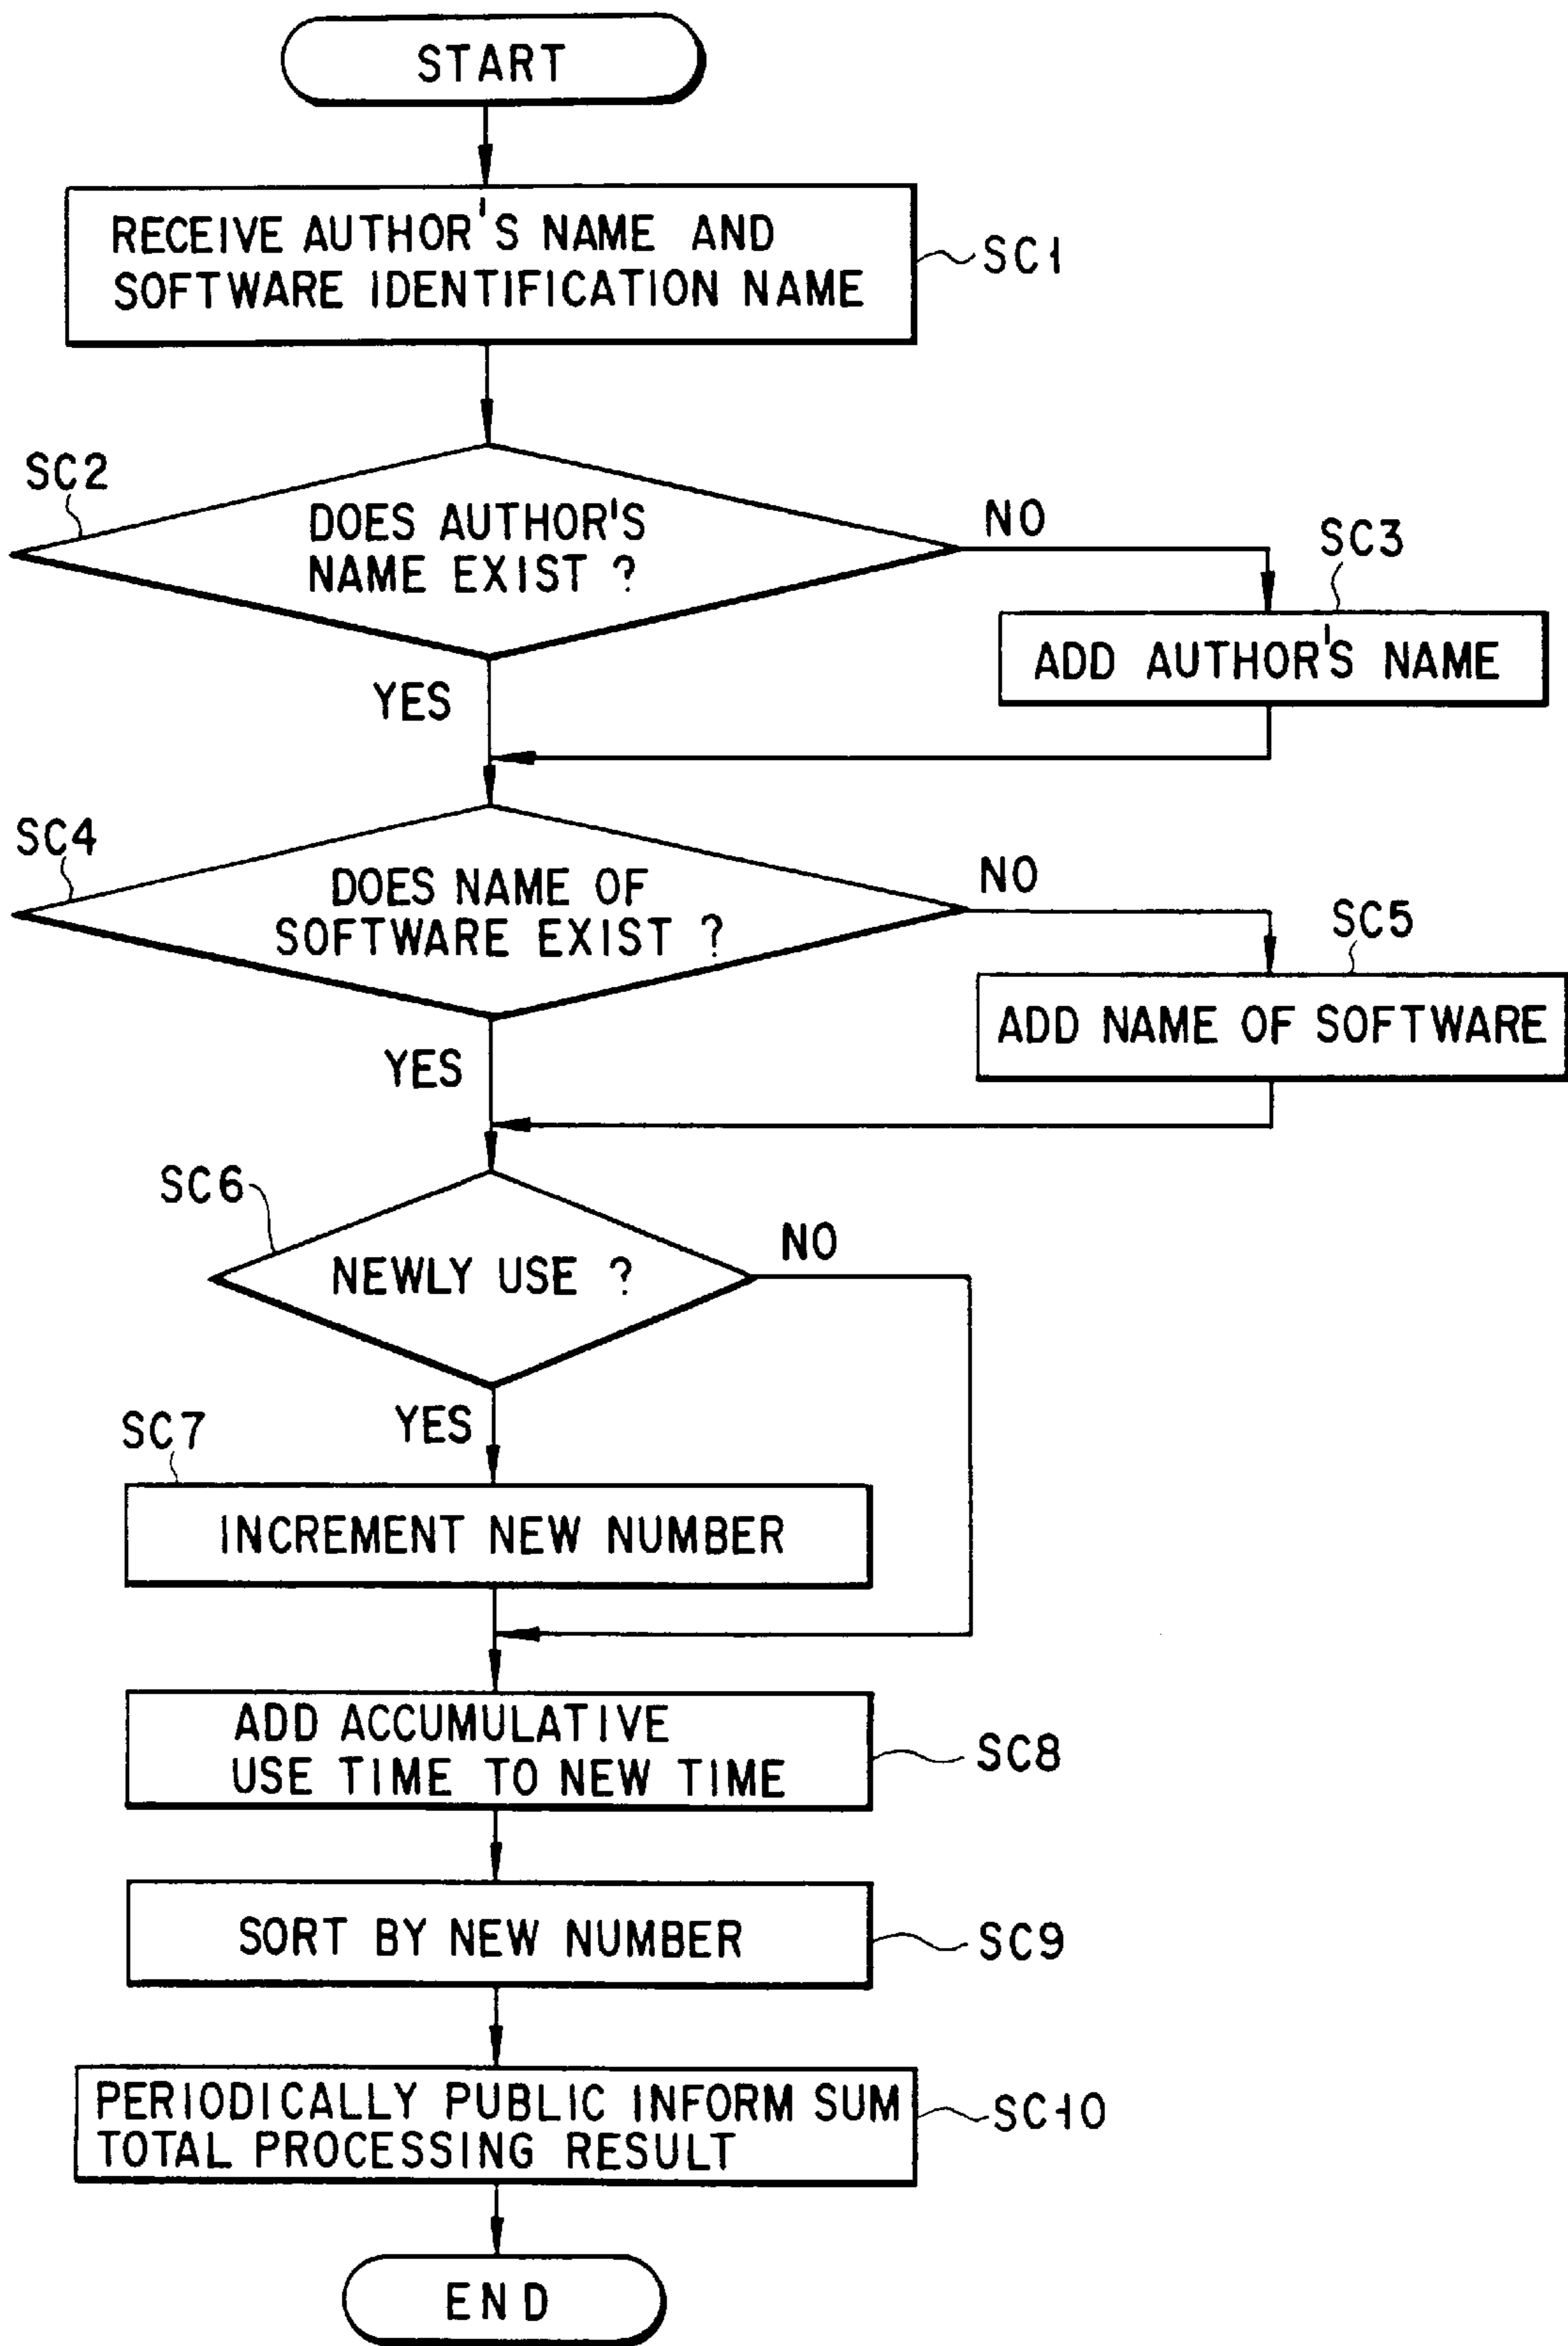 START
RECEIVE AUTHOR'S NAME AND
SOFTWARE IDENTIFICATION NAME
SC1
SC2
DOES AUTHOR'S
NAME EXIST ?
NO
SC3
ADD AUTHOR'S NAME
YES
SC4
DOES NAME OF
SOFTWARE EXIST ?
NO
SC5
ADD NAME OF SOFTWARE
YES
SC6
NEWLY USE ?
NO
YES
SC7
INCREMENT NEW NUMBER
ADD ACCUMULATIVE
USE TIME TO NEW TIME
SC8
SORT BY NEW NUMBER
SC9
PERIODICALLY PUBLIC INFORM SUM
TOTAL PROCESSING RESULT
SC10
END